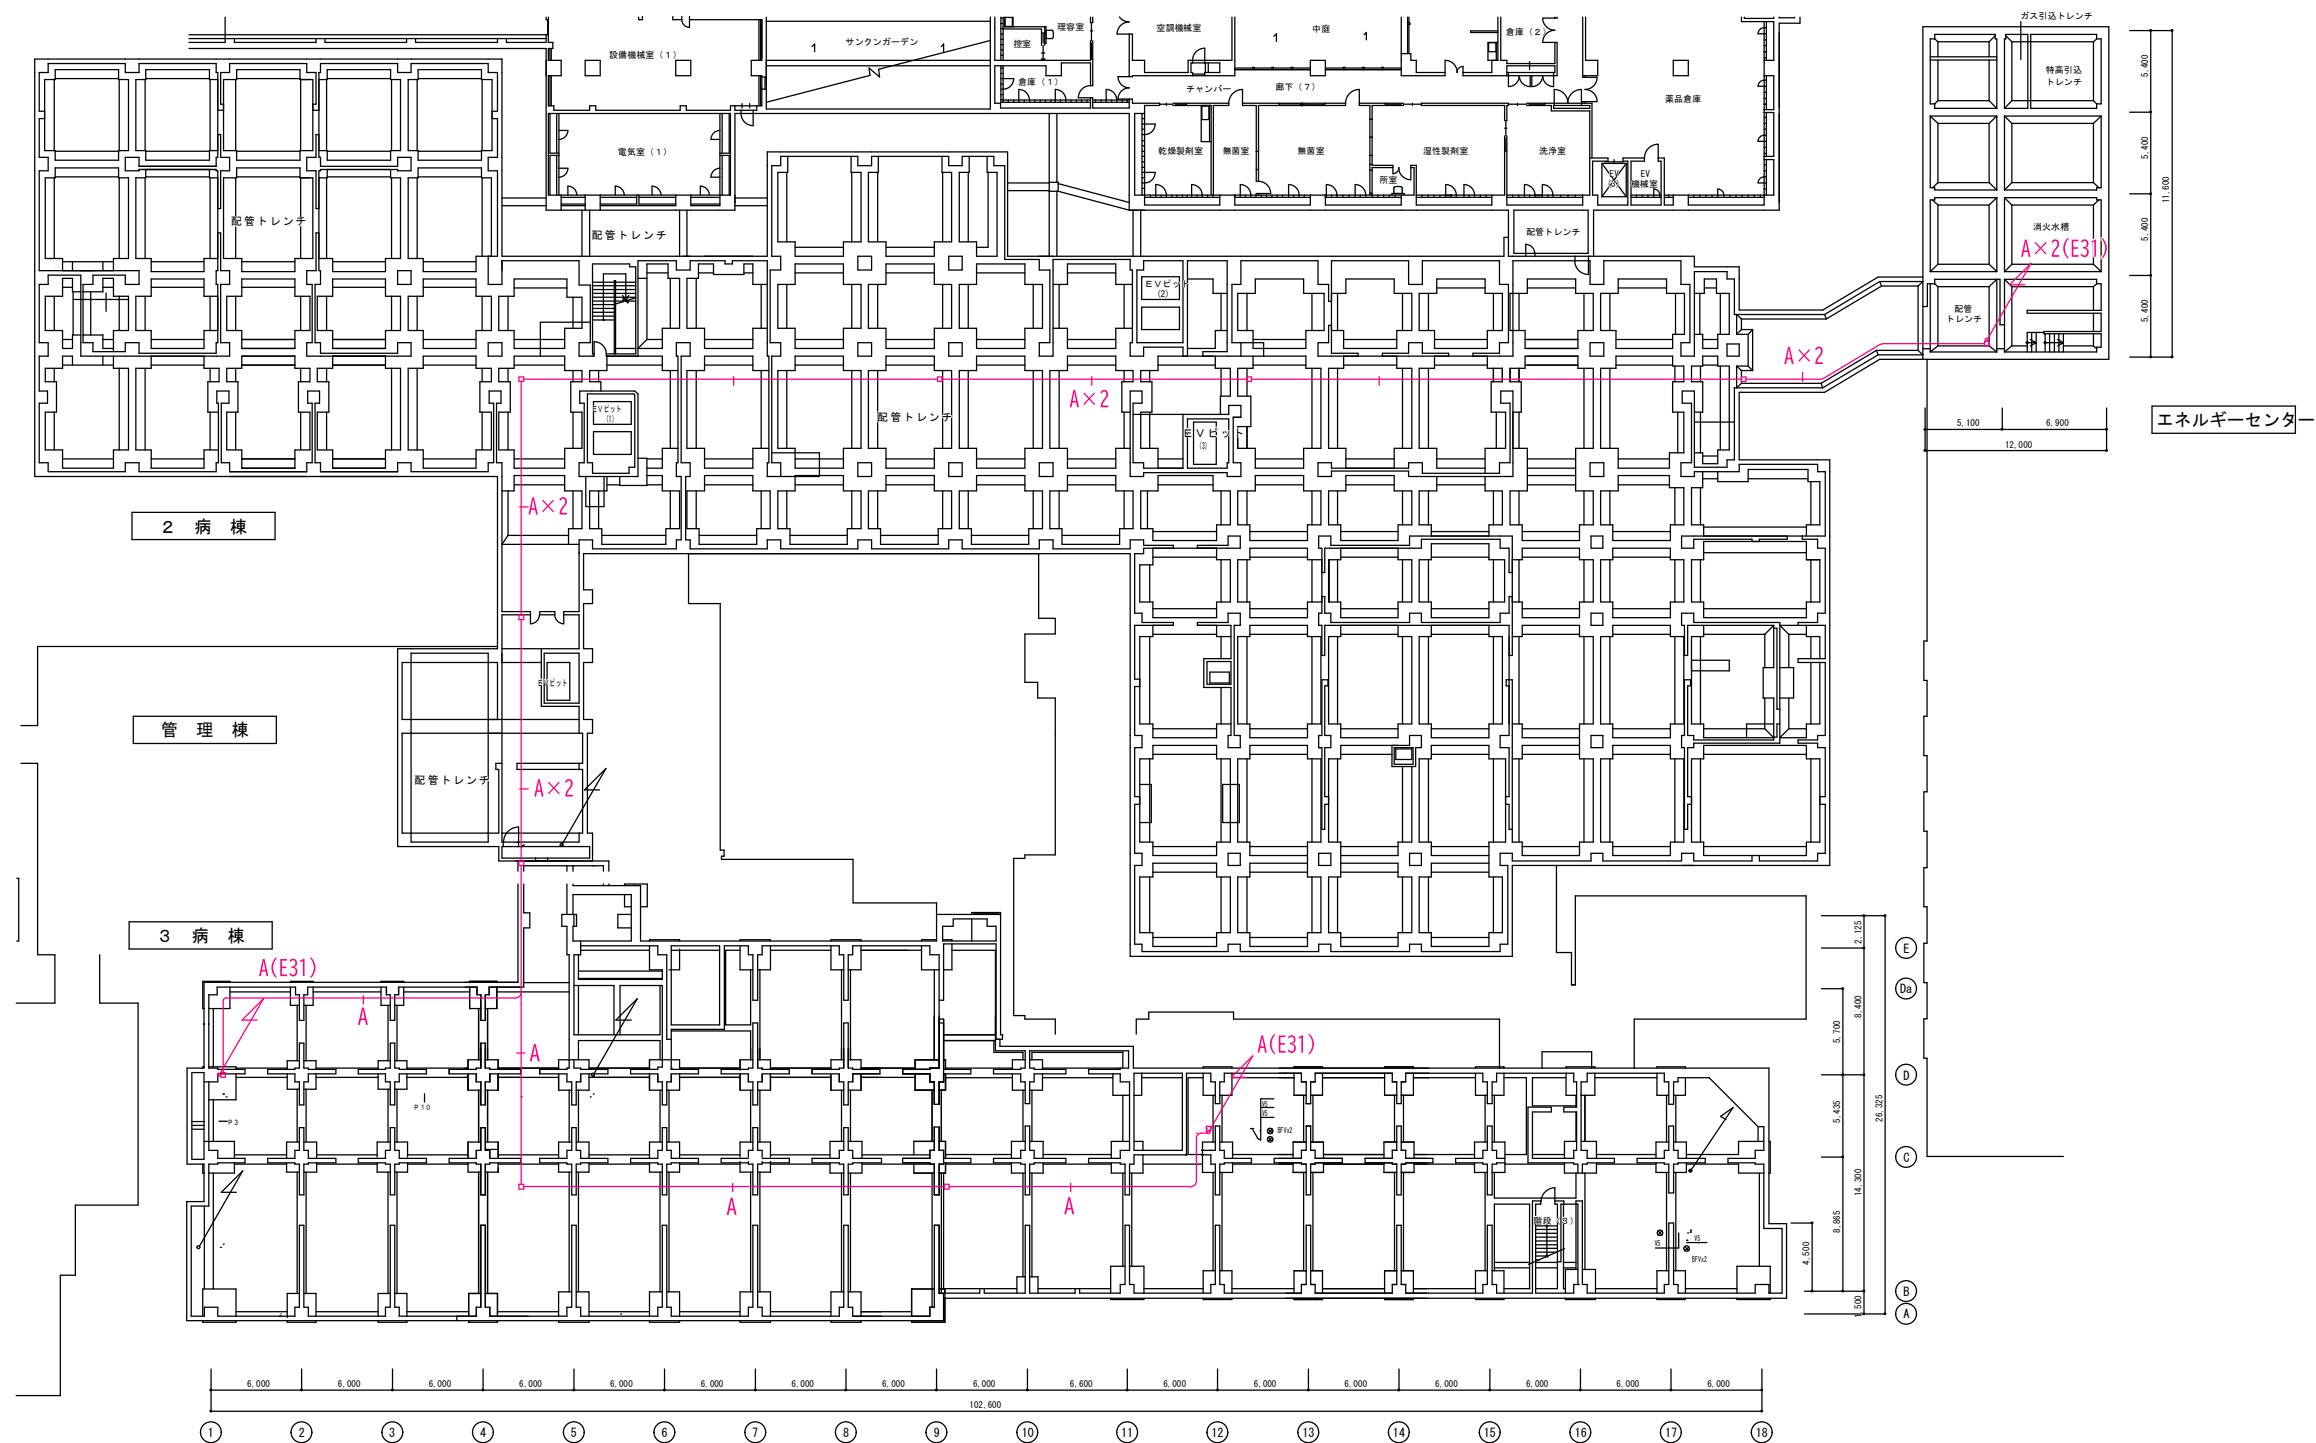 ガス引込トレンチ
理容室
空調機械室
中庭
倉庫（2）
サンクンガーデン
控室
設備機械室（1）
特高引込
トレンチ
倉庫（1）
チャンバー
廊下（7）
薬品倉庫
5,400
5,400
5,400
5,400
11,600
電気室（1）
乾燥製剤室
無菌室
無菌室
湿性製剤室
洗浄室
EV
機械室
配管トレンチ
配管トレンチ
配管トレンチ
消火水槽
A×2(E31)
EVピット
(2)
配管
トレンチ
A×2
A×2
EVピット
(1)
配管トレンチ
EVピット
(3)
エネルギーセンター
5,100
6,900
12,000
A×2
2 病 棟
EVピット
管 理 棟
配管トレンチ
A×2
3 病 棟
A(E31)
A
A
A(E31)
P10
P3
V5
V5
BFV×2
A
A
階段（3）
V5
V5
BFV×2
2,125
8,400
5,700
5,435
26,325
14,300
8,865
4,500
1,500
E
Da
D
C
B
A
6,000
6,000
6,000
6,000
6,000
6,000
6,000
6,000
6,000
6,600
6,000
6,000
6,000
6,000
6,000
6,000
6,000
102,600
1
2
3
4
5
6
7
8
9
10
11
12
13
14
15
16
17
18